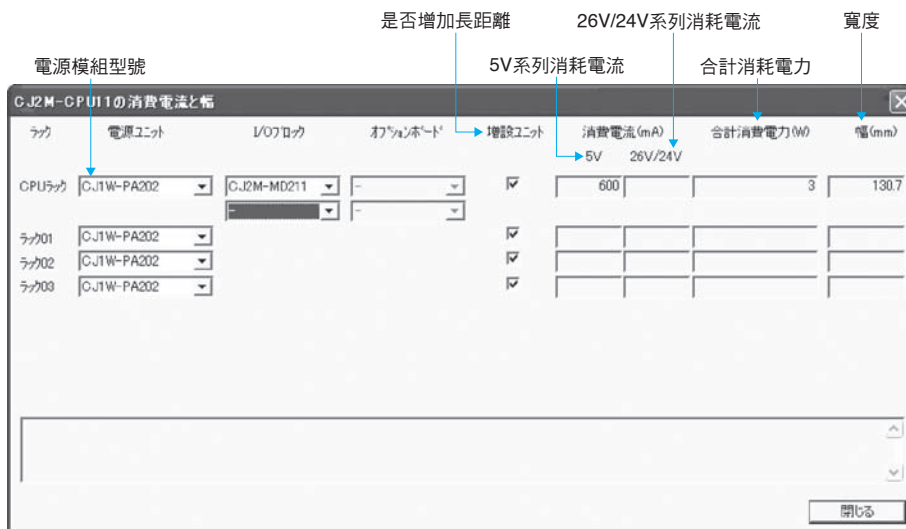 是否增加長距離 26V/24V系列消耗電流 寬度
電源模組型號 5V系列消耗電流 合計消耗電力
CJ2M-CPU11の消費電流と幅
ラック 電源ユニット I/Oブロック オプションボード 増設ユニット 消費電流(mA) 合計消費電力(W) 幅(mm)
5V 26V/24V
CPUラック CJ1W-PA202 CJ2M-MD211 - 600 3 130.7
- -
ラック01 CJ1W-PA202
ラック02 CJ1W-PA202
ラック03 CJ1W-PA202
閉じる